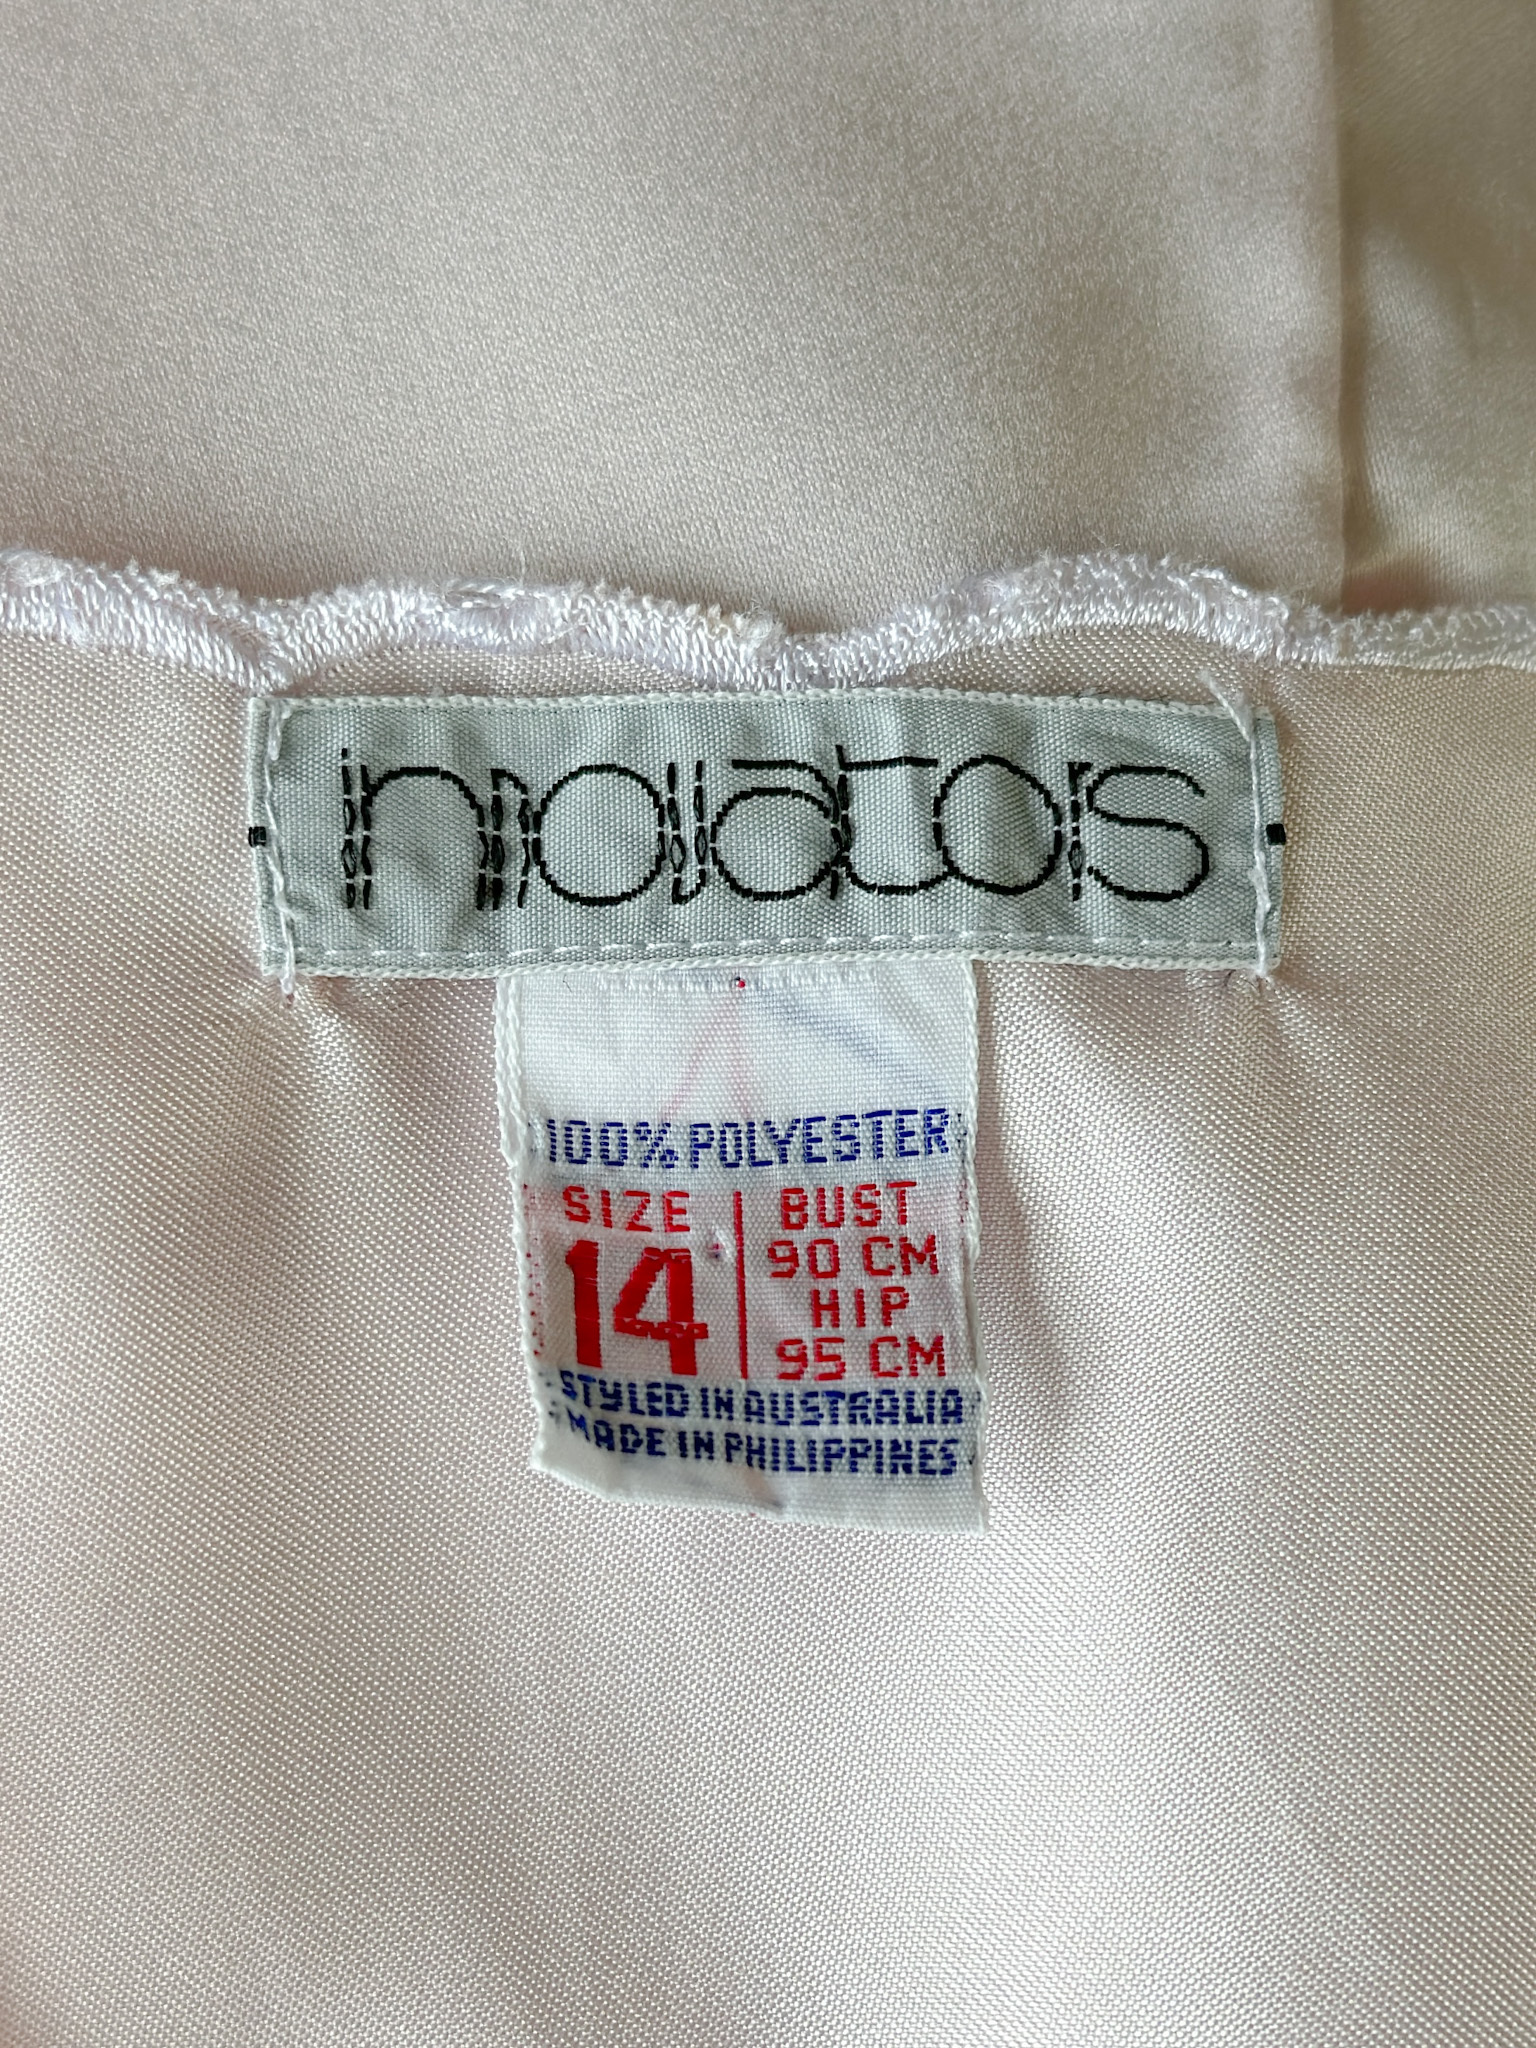 innovators
100% POLYESTER
SIZE
14
BUST
90 CM
HIP
95 CM
STYLED IN AUSTRALIA
MADE IN PHILIPPINES